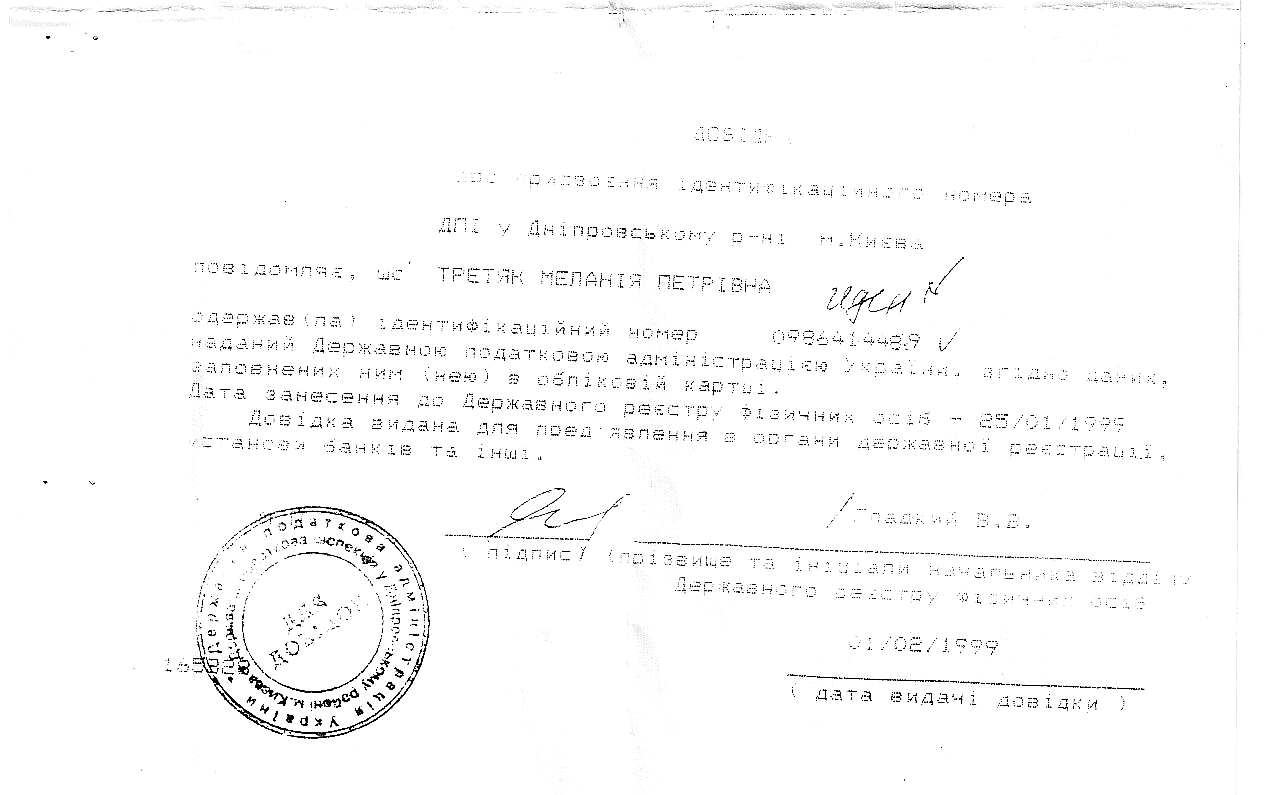 ДОВІДКА
про присвоєння ідентифікаційного номера
ДПІ у Дніпровському р-ні м.Києва
повідомляє, що ТРЕТЯК МЕЛАНІЯ ПЕТРІВНА
иден
одержав(ла) ідентифікаційний номер 0986414489
наданий Державною податковою адміністрацією України, згідно даних,
заповнених ним (нею) в обліковій картці.
Дата занесення до Державного реєстру фізичних осіб - 25/01/1999
Довідка видана для пред'явлення в органи державної реєстрації,
установи банків та інші.
/Гладкий В.В.
( підпис) (прізвище та ініціали начальника відділу
Державного реєстру фізичних осіб
01/02/1999
( дата видачі довідки )
Державна податкова адміністрація України
інспекція у Дніпровському районі м.Києва
ДЛЯ
ДОВІДОК